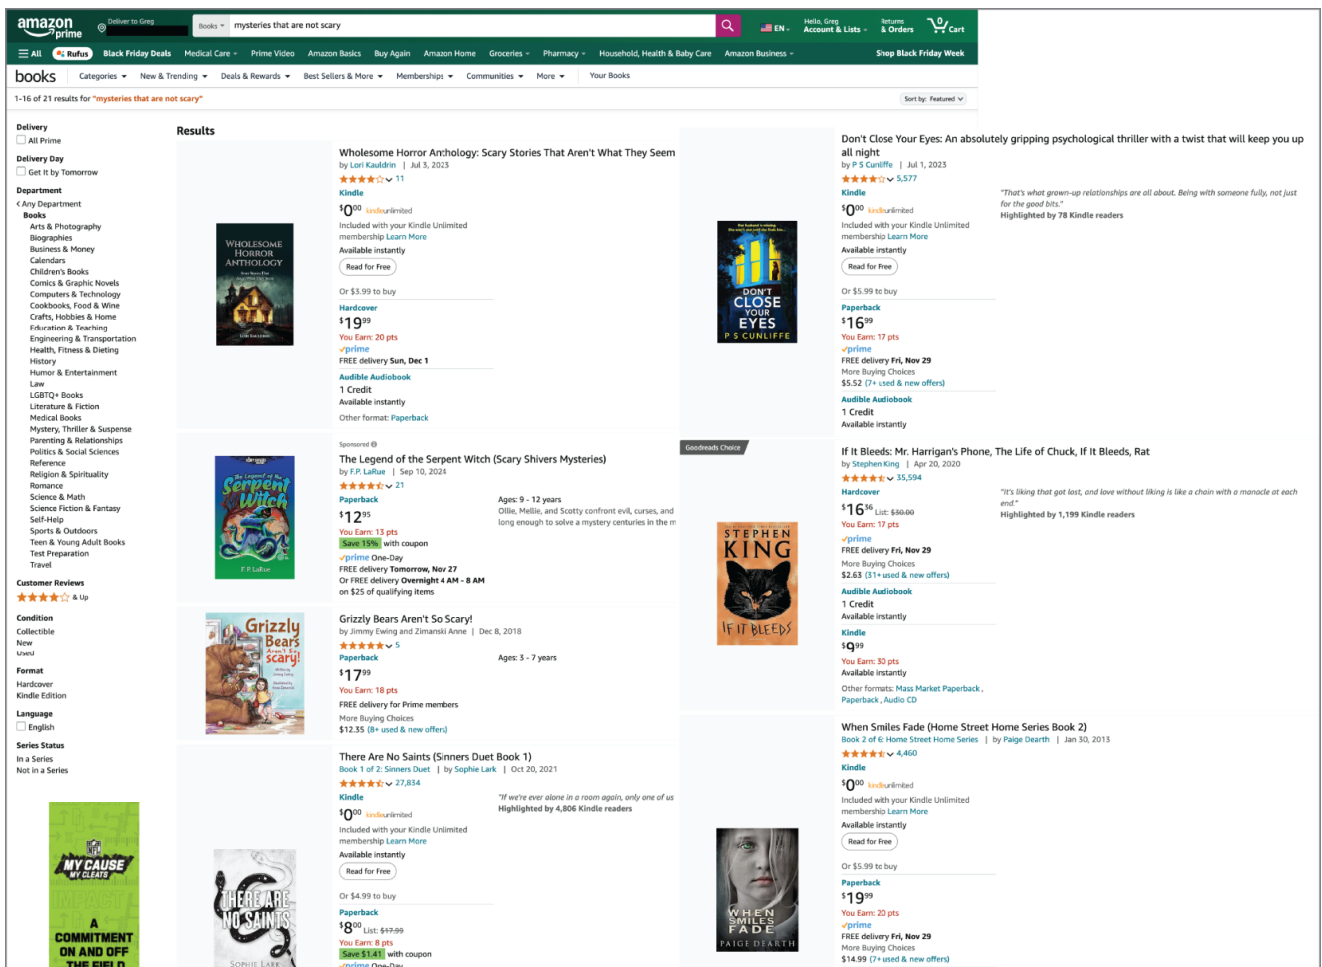 amazon
prime
Deliver to Greg
Books
mysteries that are not scary
EN
Hello, Greg
Account & Lists
Returns
& Orders
0
Cart
All
Rufus
Black Friday Deals
Medical Care
Prime Video
Amazon Basics
Buy Again
Amazon Home
Groceries
Pharmacy
Household, Health & Baby Care
Amazon Business
Shop Black Friday Week
books
Categories
New & Trending
Deals & Rewards
Best Sellers & More
Memberships
Communities
More
Your Books
1-16 of 21 results for "mysteries that are not scary"
Sort by: Featured
Delivery
All Prime
Delivery Day
Get It by Tomorrow
Department
< Any Department
Books
Arts & Photography
Biographies
Business & Money
Calendars
Children's Books
Comics & Graphic Novels
Computers & Technology
Cookbooks, Food & Wine
Crafts, Hobbies & Home
Education & Teaching
Engineering & Transportation
Health, Fitness & Dieting
History
Humor & Entertainment
Law
LGBTQ+ Books
Literature & Fiction
Medical Books
Mystery, Thriller & Suspense
Parenting & Relationships
Politics & Social Sciences
Reference
Religion & Spirituality
Romance
Science & Math
Science Fiction & Fantasy
Self-Help
Sports & Outdoors
Teen & Young Adult Books
Test Preparation
Travel
Customer Reviews
& Up
Condition
Collectible
New
Used
Format
Hardcover
Kindle Edition
Language
English
Series Status
In a Series
Not in a Series
NFL
MY CAUSE
MY CLEATS
IMPACT
A
COMMITMENT
ON AND OFF
THE FIELD
Results
WHOLESOME
HORROR
ANTHOLOGY
LORI KAULDRIN
Wholesome Horror Anthology: Scary Stories That Aren't What They Seem
by Lori Kauldrin | Jul 3, 2023
11
Kindle
$0.00 kindleunlimited
Included with your Kindle Unlimited
membership Learn More
Available instantly
Read for Free
Or $3.99 to buy
Hardcover
$19.99
You Earn: 20 pts
prime
FREE delivery Sun, Dec 1
Audible Audiobook
1 Credit
Available instantly
Other format: Paperback
The Legend of the
Serpent
Witch
F.P. LaRue
Sponsored
The Legend of the Serpent Witch (Scary Shivers Mysteries)
by F.P. LaRue | Sep 10, 2024
21
Paperback
$12.95
You Earn: 13 pts
Save 15% with coupon
prime One-Day
FREE delivery Tomorrow, Nov 27
Or FREE delivery Overnight 4 AM - 8 AM
on $25 of qualifying items
Ages: 9 - 12 years
Ollie, Mellie, and Scotty confront evil, curses, and
long enough to solve a mystery centuries in the m
Grizzly
Bears
Aren't So
scary!
Grizzly Bears Aren't So Scary!
by Jimmy Ewing and Zimanski Anne | Dec 8, 2018
5
Paperback
$17.99
You Earn: 18 pts
FREE delivery for Prime members
More Buying Choices
$12.35 (8+ used & new offers)
Ages: 3 - 7 years
THERE ARE
NO SAINTS
SOPHIE LARK
There Are No Saints (Sinners Duet Book 1)
Book 1 of 2: Sinners Duet | by Sophie Lark | Oct 20, 2021
27,834
Kindle
$0.00 kindleunlimited
Included with your Kindle Unlimited
membership Learn More
Available instantly
Read for Free
Or $4.99 to buy
Paperback
$8.00 List: $17.99
You Earn: 8 pts
Save $1.41 with coupon
prime One-Day
"If we're ever alone in a room again, only one of us
Highlighted by 4,806 Kindle readers
DON'T
CLOSE
YOUR
EYES
P S CUNLIFFE
Don't Close Your Eyes: An absolutely gripping psychological thriller with a twist that will keep you up
all night
by P S Cunliffe | Jul 1, 2023
5,577
Kindle
$0.00 kindleunlimited
Included with your Kindle Unlimited
membership Learn More
Available instantly
Read for Free
Or $5.99 to buy
Paperback
$16.99
You Earn: 17 pts
prime
FREE delivery Fri, Nov 29
More Buying Choices
$5.52 (7+ used & new offers)
Audible Audiobook
1 Credit
Available instantly
"That's what grown-up relationships are all about. Being with someone fully, not just
for the good bits."
Highlighted by 78 Kindle readers
Goodreads Choice
STEPHEN
KING
IF IT BLEEDS
If It Bleeds: Mr. Harrigan's Phone, The Life of Chuck, If It Bleeds, Rat
by Stephen King | Apr 20, 2020
35,594
Hardcover
$16.36 List: $30.00
You Earn: 17 pts
prime
FREE delivery Fri, Nov 29
More Buying Choices
$2.63 (31+ used & new offers)
Audible Audiobook
1 Credit
Available instantly
Kindle
$9.99
You Earn: 30 pts
Available instantly
Other formats: Mass Market Paperback ,
Paperback , Audio CD
"It's liking that got lost, and love without liking is like a chain with a manacle at each
end."
Highlighted by 1,199 Kindle readers
WHEN
SMILES
FADE
PAIGE DEARTH
When Smiles Fade (Home Street Home Series Book 2)
Book 2 of 6: Home Street Home Series | by Paige Dearth | Jan 30, 2013
4,460
Kindle
$0.00 kindleunlimited
Included with your Kindle Unlimited
membership Learn More
Available instantly
Read for Free
Or $5.99 to buy
Paperback
$19.99
You Earn: 20 pts
prime
FREE delivery Fri, Nov 29
More Buying Choices
$14.99 (7+ used & new offers)